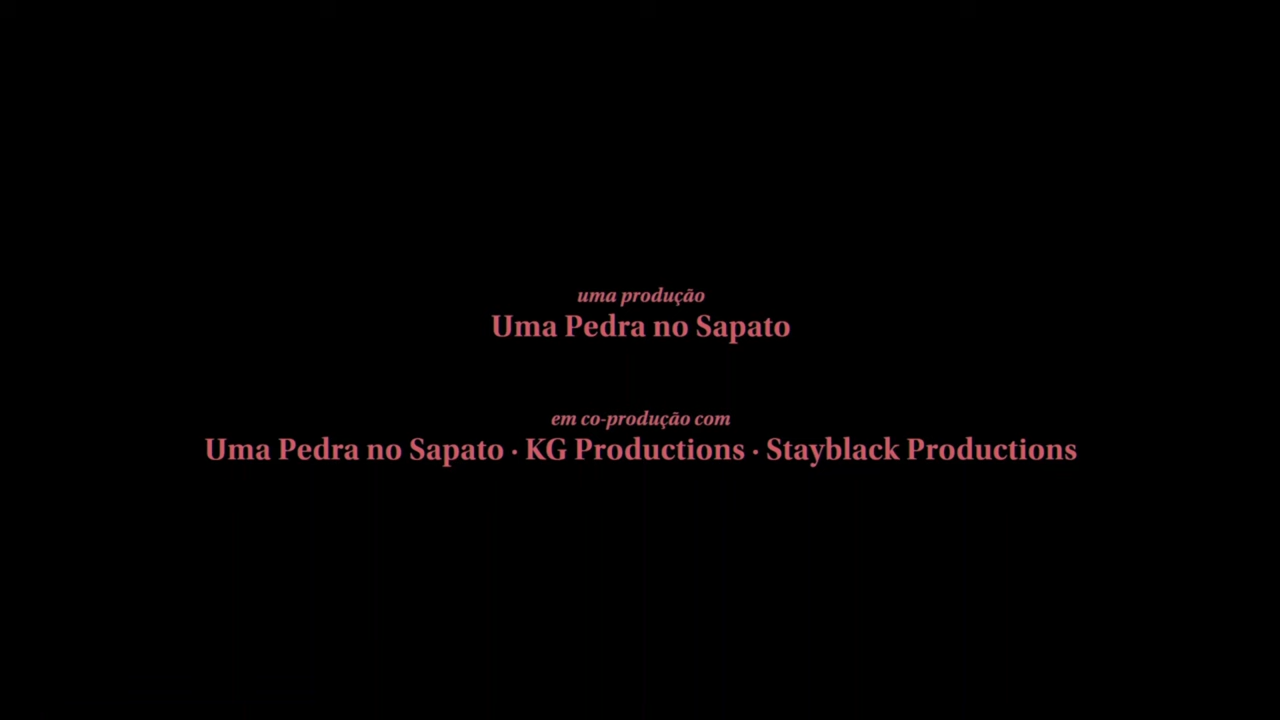 uma produção
Uma Pedra no Sapato
em co-produção com
Uma Pedra no Sapato · KG Productions · Stayblack Productions